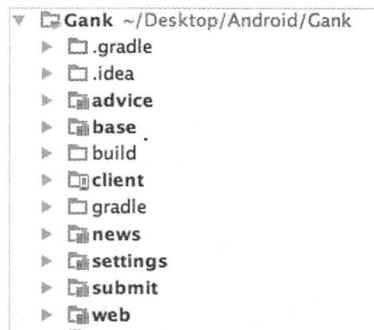 Gank ~/Desktop/Android/Gank
.gradle
.idea
advice
base
build
client
gradle
news
settings
submit
web